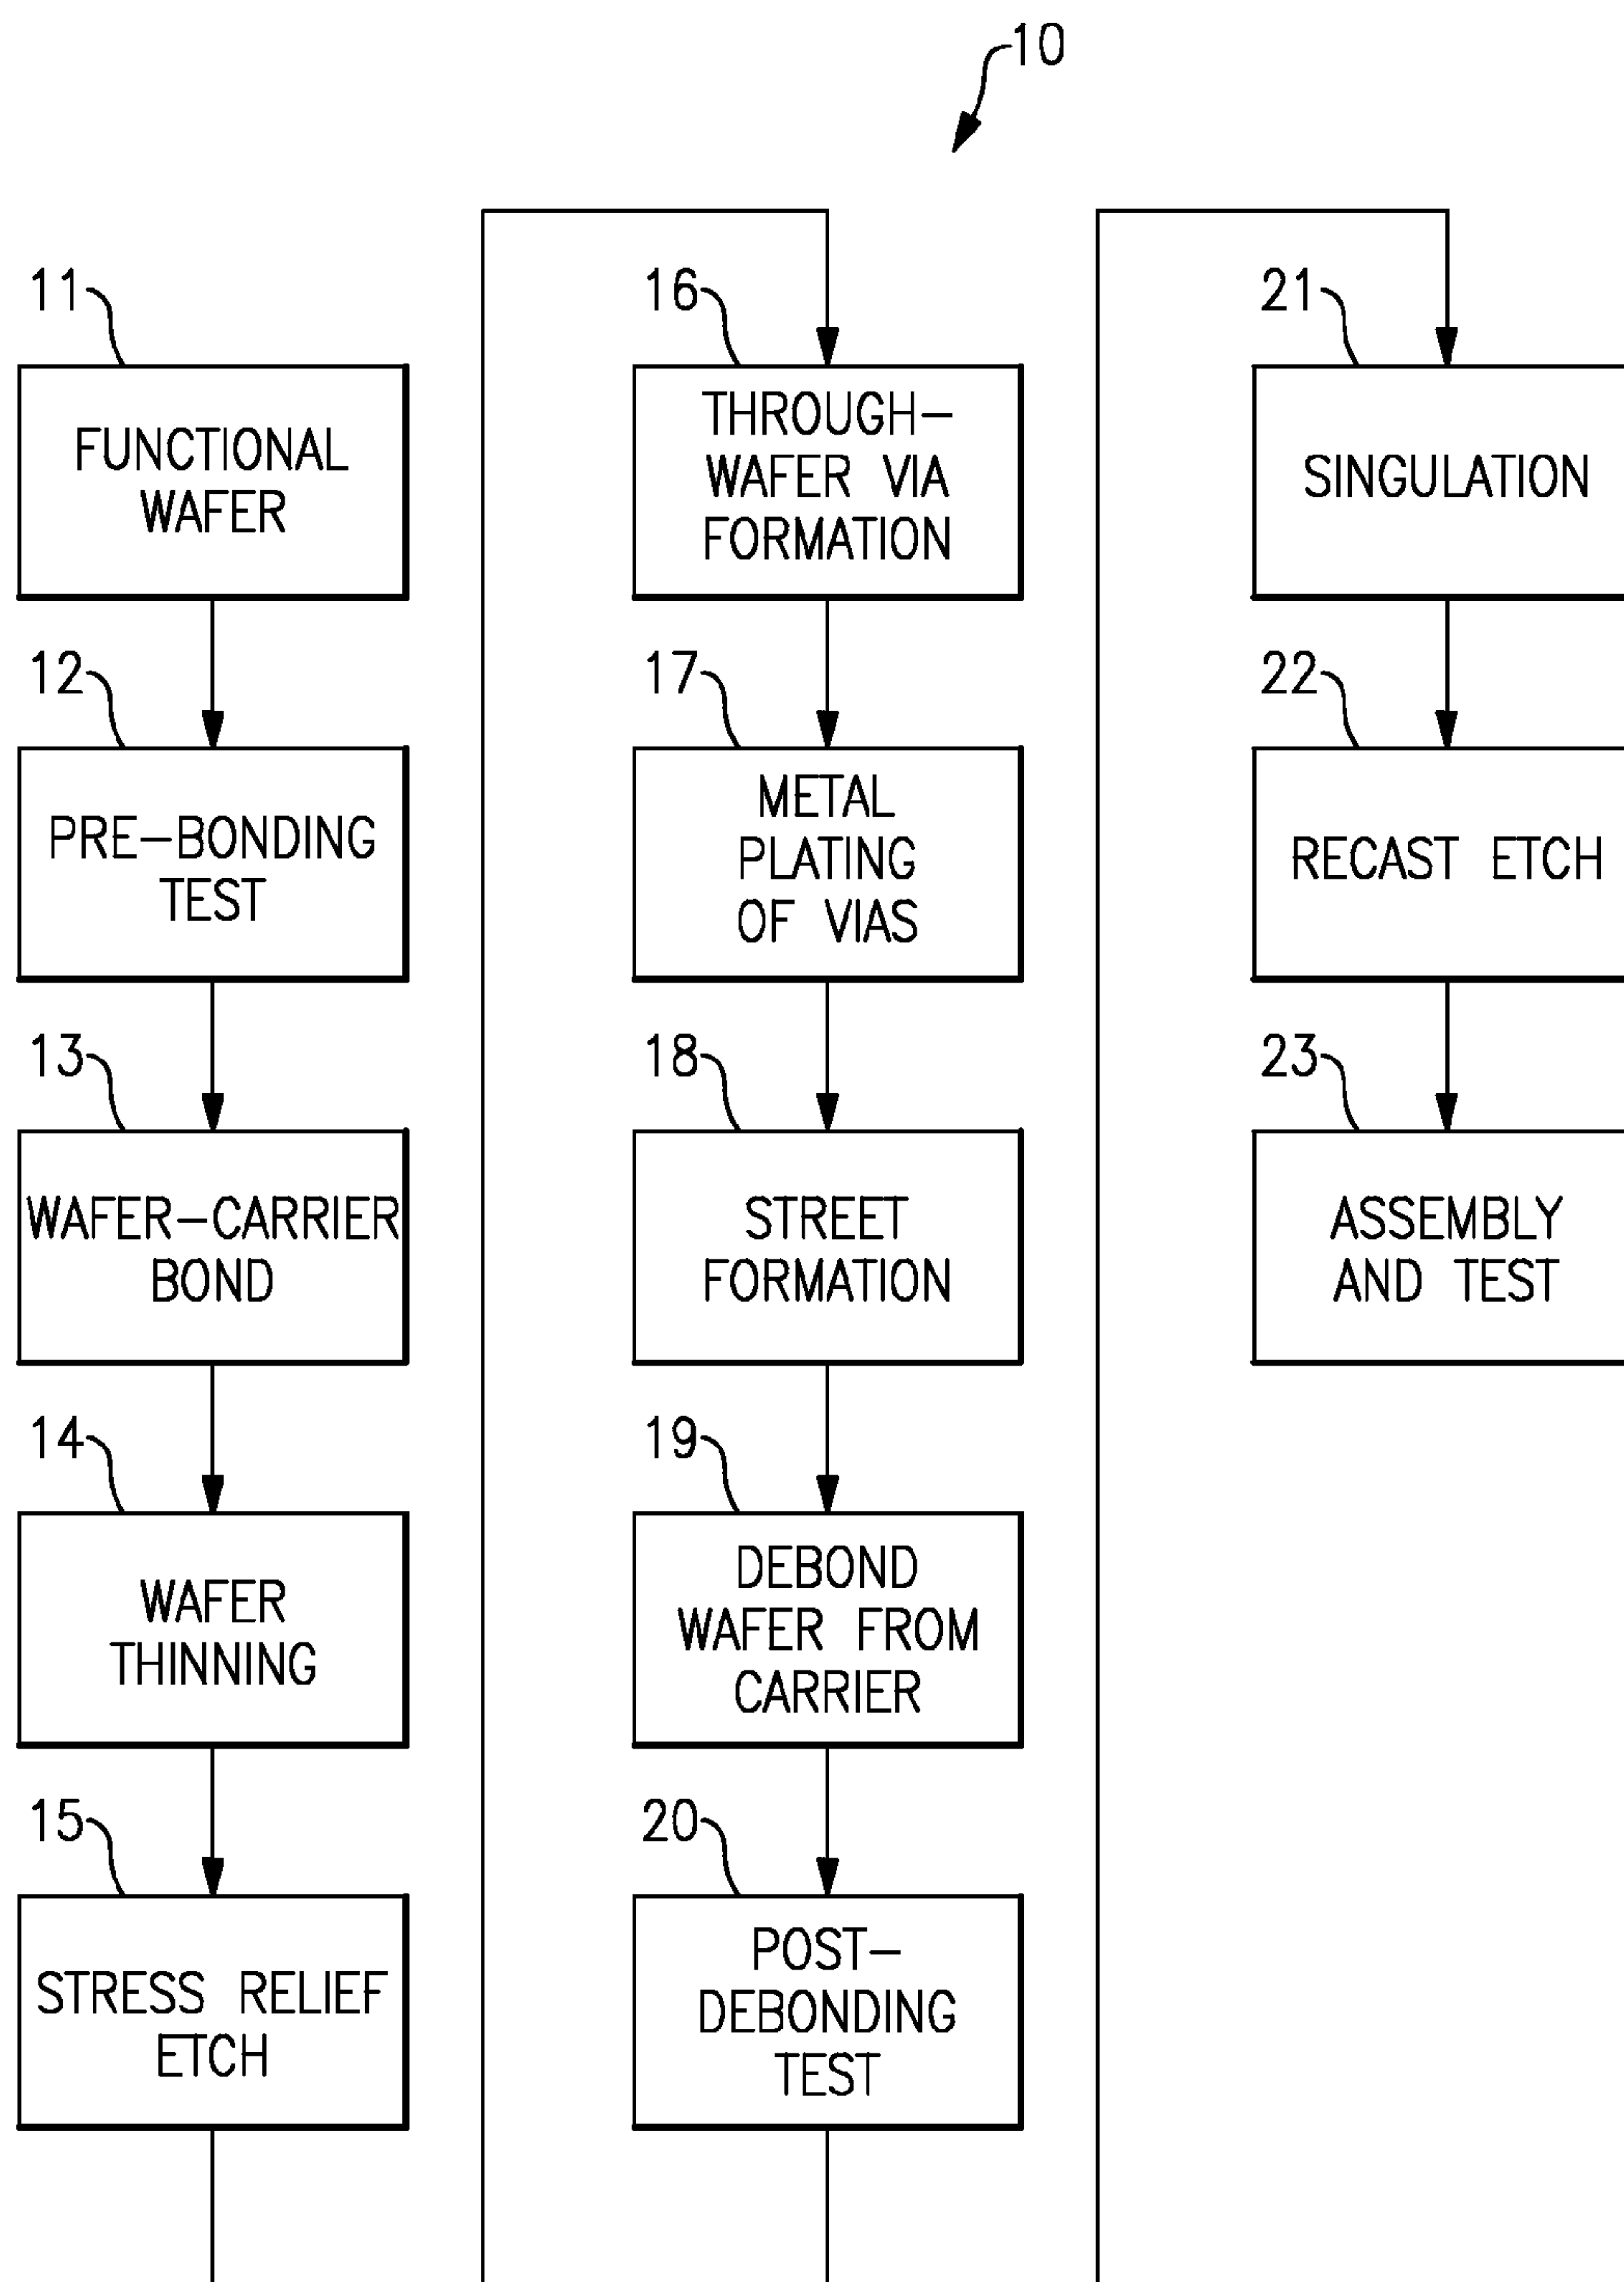 10
11
FUNCTIONAL
WAFER
12
PRE-BONDING
TEST
13
WAFER-CARRIER
BOND
14
WAFER
THINNING
15
STRESS RELIEF
ETCH
16
THROUGH-
WAFER VIA
FORMATION
17
METAL
PLATING
OF VIAS
18
STREET
FORMATION
19
DEBOND
WAFER FROM
CARRIER
20
POST-
DEBONDING
TEST
21
SINGULATION
22
RECAST ETCH
23
ASSEMBLY
AND TEST